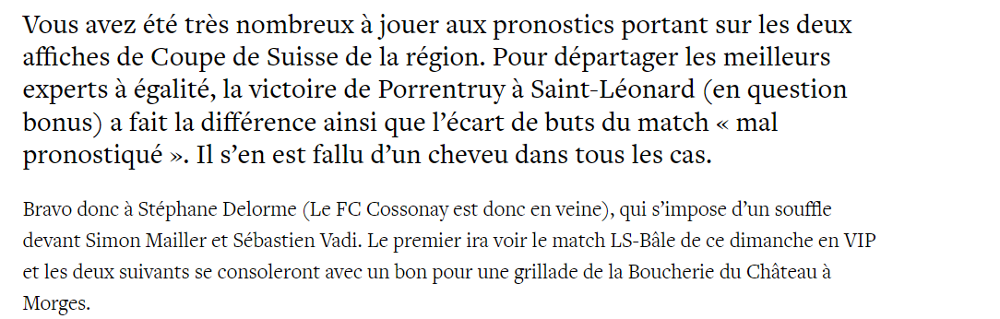 Vous avez été très nombreux à jouer aux pronostics portant sur les deux
affiches de Coupe de Suisse de la région. Pour départager les meilleurs
experts à égalité, la victoire de Porrentruy à Saint-Léonard (en question
bonus) a fait la différence ainsi que l’écart de buts du match « mal
pronostiqué ». Il s’en est fallu d’un cheveu dans tous les cas.
Bravo donc à Stéphane Delorme (Le FC Cossonay est donc en veine), qui s’impose d’un souffle
devant Simon Mailler et Sébastien Vadi. Le premier ira voir le match LS-Bâle de ce dimanche en VIP
et les deux suivants se consoleront avec un bon pour une grillade de la Boucherie du Château à
Morges.